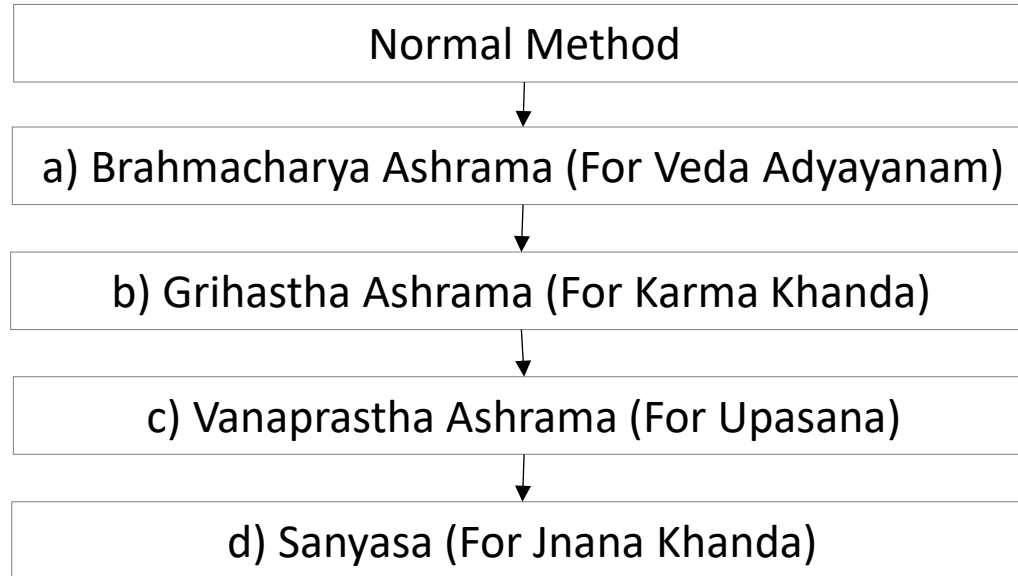 Normal Method
a) Brahmacharya Ashrama (For Veda Adyayanam)
b) Grihastha Ashrama (For Karma Khanda)
c) Vanaprastha Ashrama (For Upasana)
d) Sanyasa (For Jnana Khanda)